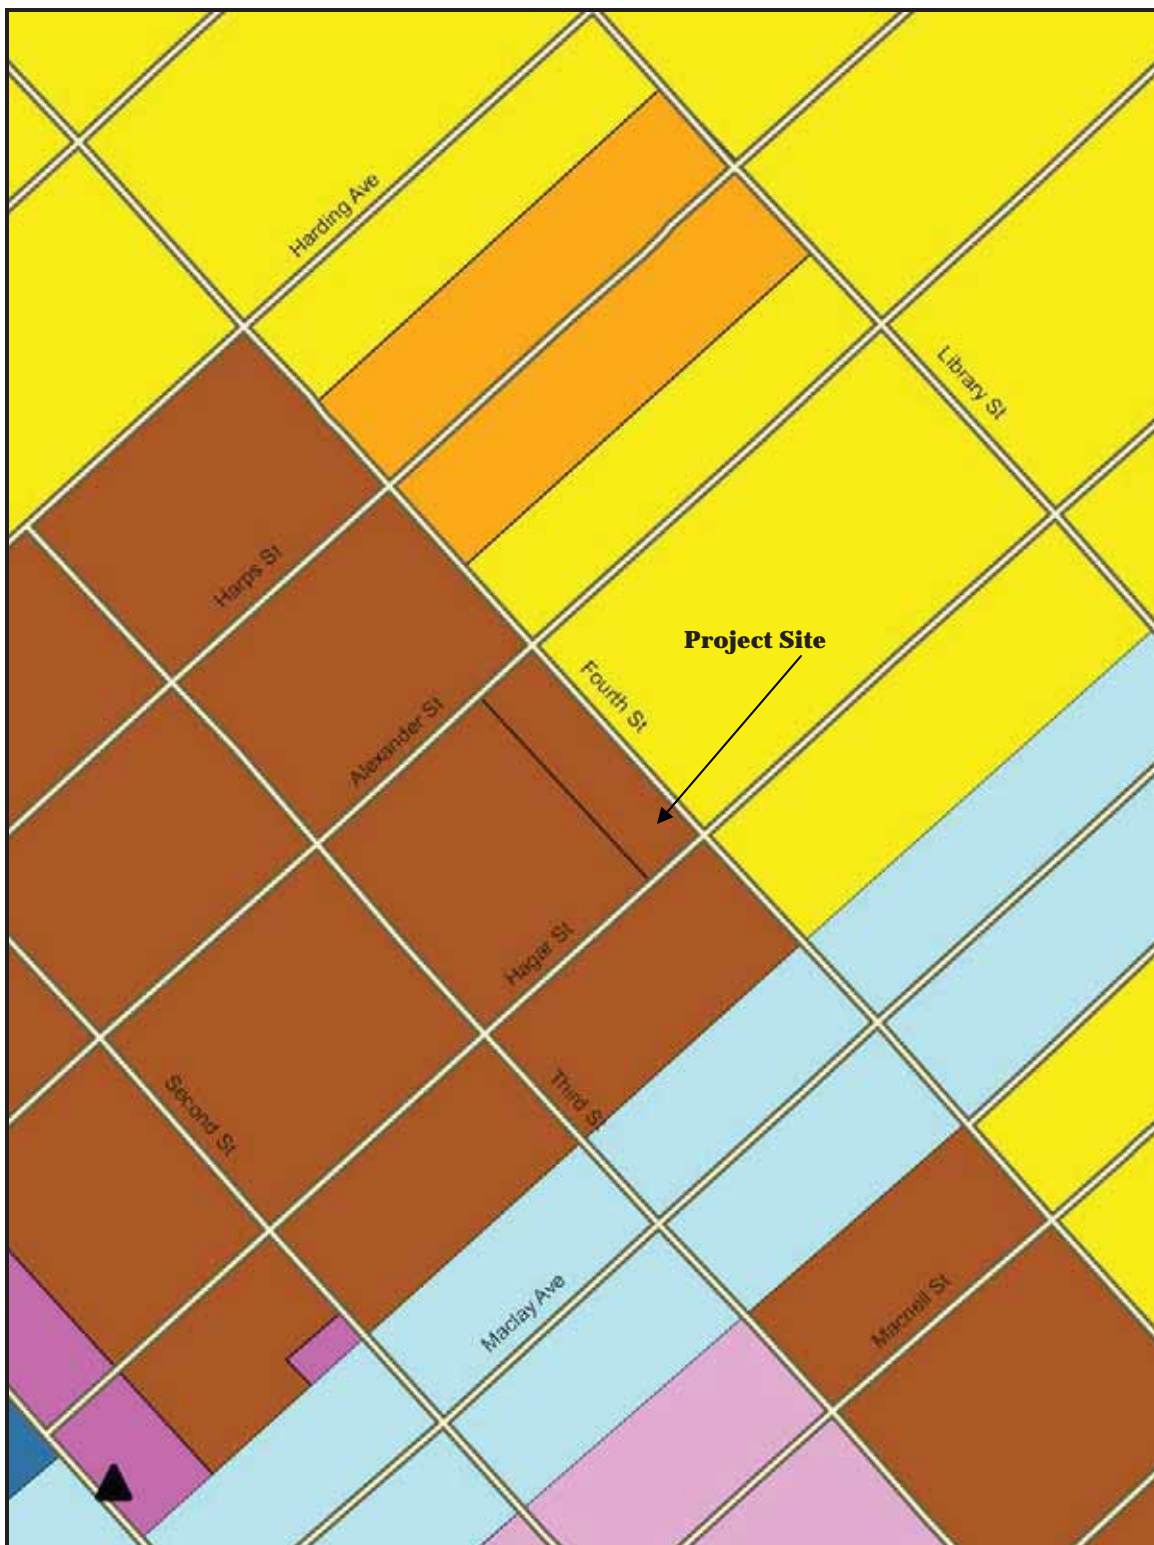 Harding Ave
Library St
Harps St
Project Site
Fourth St
Alexander St
Hagar St
Third St
Second St
Maclay Ave
Macneil St